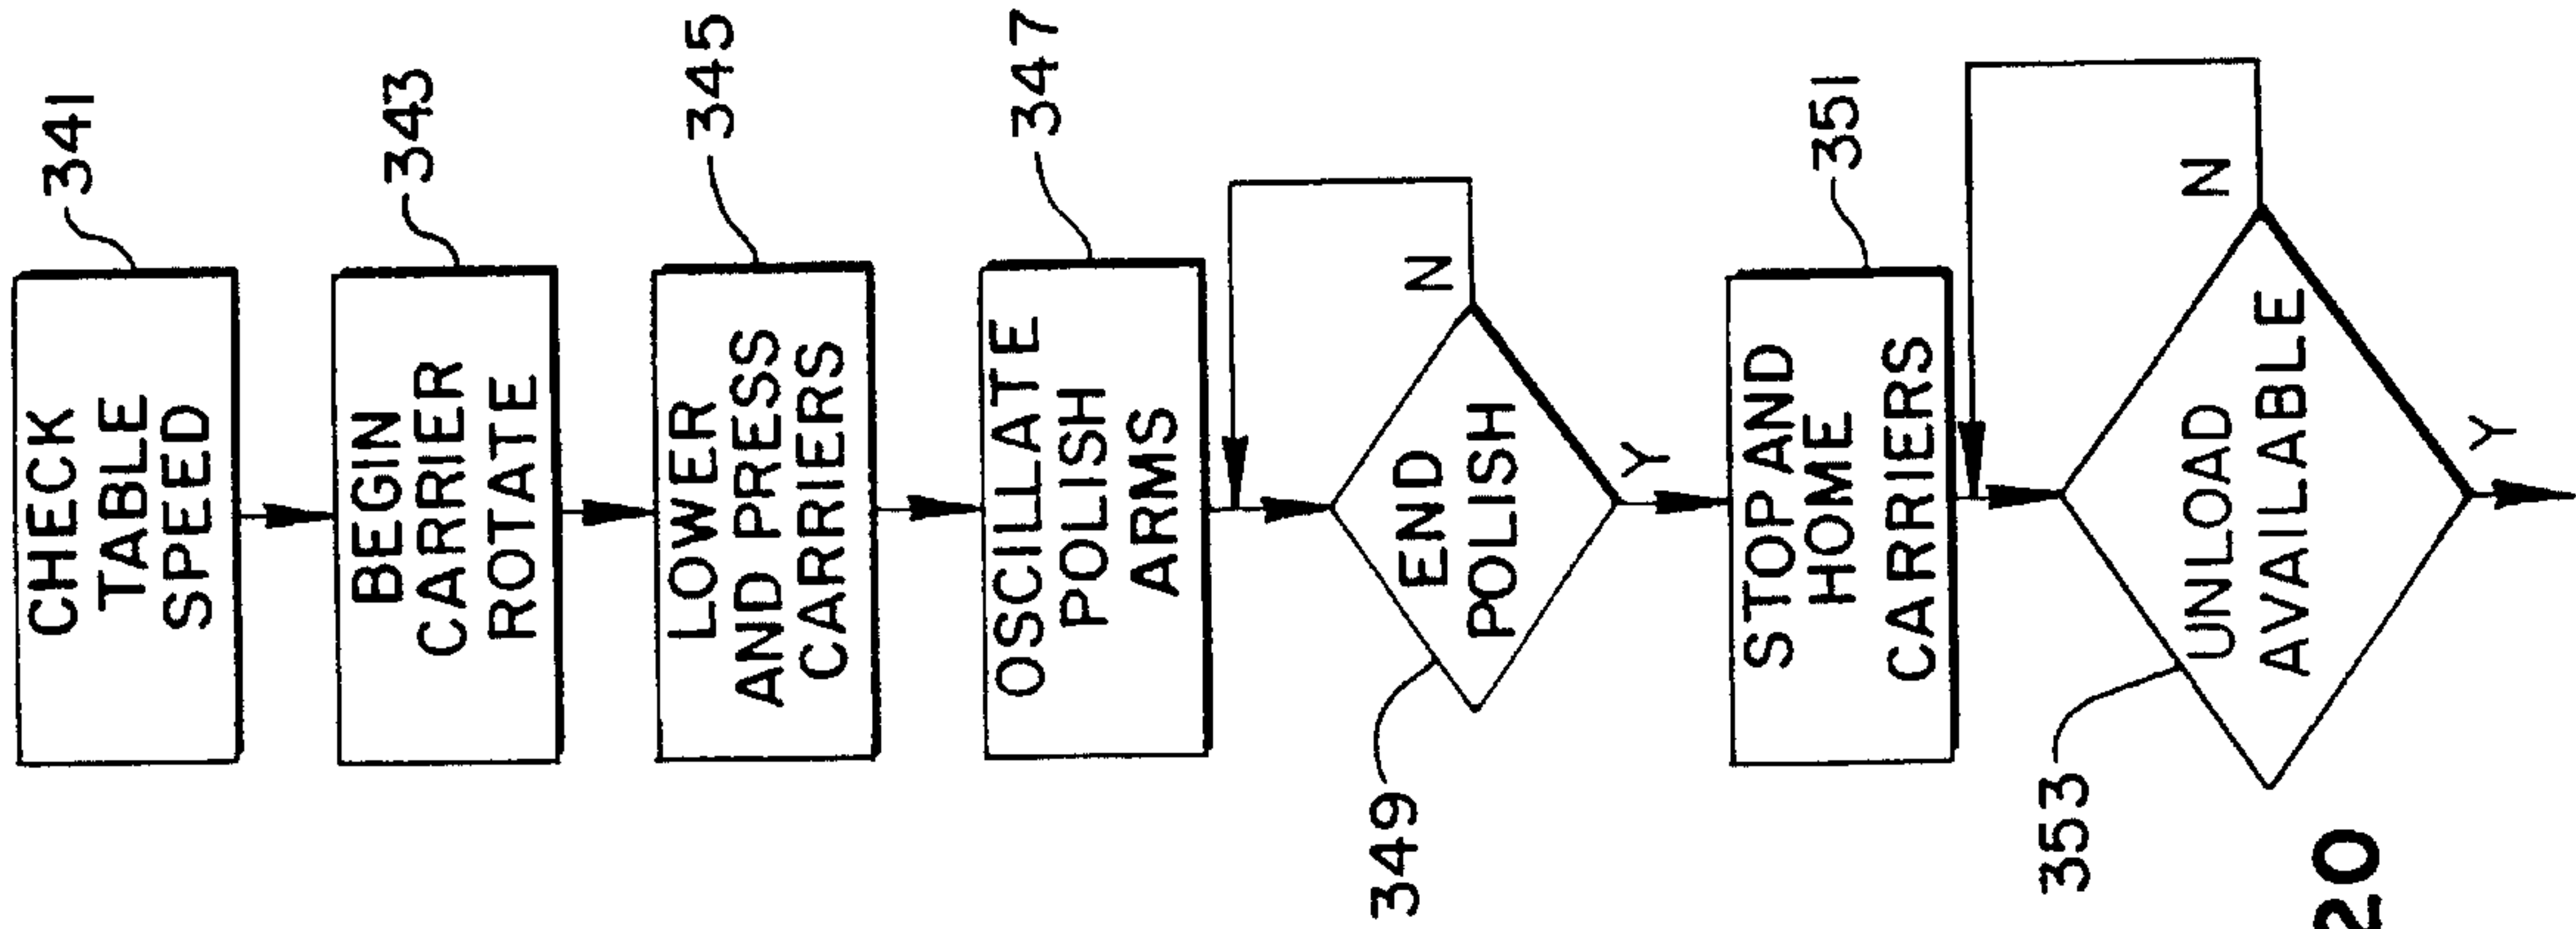 341
CHECK
TABLE
SPEED
343
BEGIN
CARRIER
ROTATE
345
LOWER
AND PRESS
CARRIERS
347
OSCILLATE
POLISH
ARMS
N
349
END
POLISH
Y
351
STOP AND
HOME
CARRIERS
N
353
UNLOAD
AVAILABLE
Y
20